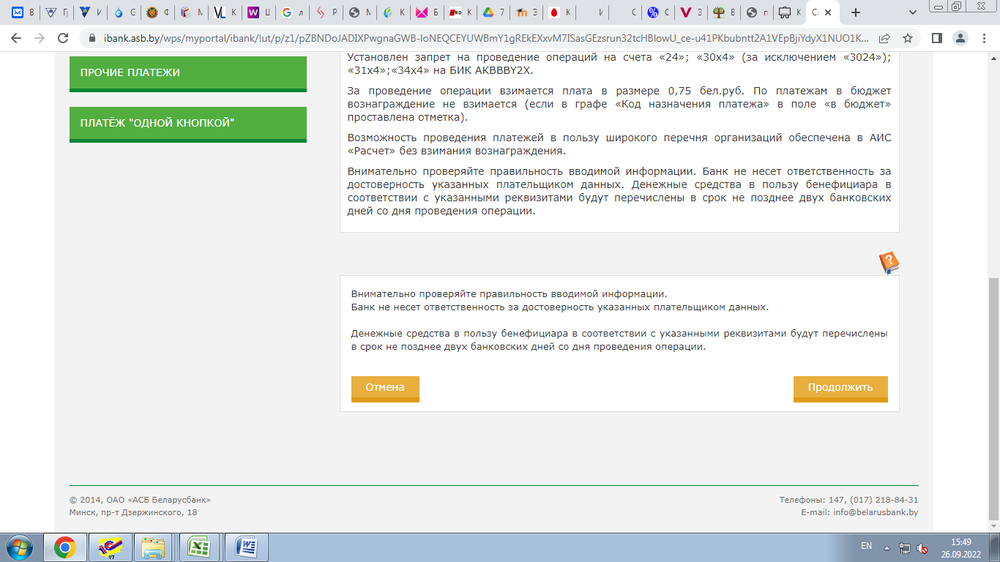 В
Г
И
С
Ф
М
К
Ш
л
Р
М
К
Б
К
7
Э
К
И
С
С
Э
В
п
К
С
ibank.asb.by/wps/myportal/ibank/!ut/p/z1/pZBNDoJADIXPwgnaGWB-IoNEQCEYUWBmY1gREkEXxvM7ISasGEzsrun32tcHBlowU_ce-u41PKbubntt2A1VEpBjiYdyX1NUO1K...
ПРОЧИЕ ПЛАТЕЖИ
ПЛАТЁЖ "ОДНОЙ КНОПКОЙ"
Установлен запрет на проведение операций на счета «24»; «30х4» (за исключением «3024»);
«31х4»;«34х4» на БИК AKBBBY2X.
За проведение операции взимается плата в размере 0,75 бел.руб. По платежам в бюджет
вознаграждение не взимается (если в графе «Код назначения платежа» в поле «в бюджет»
проставлена отметка).
Возможность проведения платежей в пользу широкого перечня организаций обеспечена в АИС
«Расчет» без взимания вознаграждения.
Внимательно проверяйте правильность вводимой информации. Банк не несет ответственность за
достоверность указанных плательщиком данных. Денежные средства в пользу бенефициара в
соответствии с указанными реквизитами будут перечислены в срок не позднее двух банковских
дней со дня проведения операции.
Внимательно проверяйте правильность вводимой информации.
Банк не несет ответственность за достоверность указанных плательщиком данных.
Денежные средства в пользу бенефициара в соответствии с указанными реквизитами будут перечислены
в срок не позднее двух банковских дней со дня проведения операции.
Отмена
Продолжить
© 2014, ОАО «АСБ Беларусбанк»
Минск, пр-т Дзержинского, 18
Телефоны: 147, (017) 218-84-31
E-mail: info@belarusbank.by
EN
15:49
26.09.2022